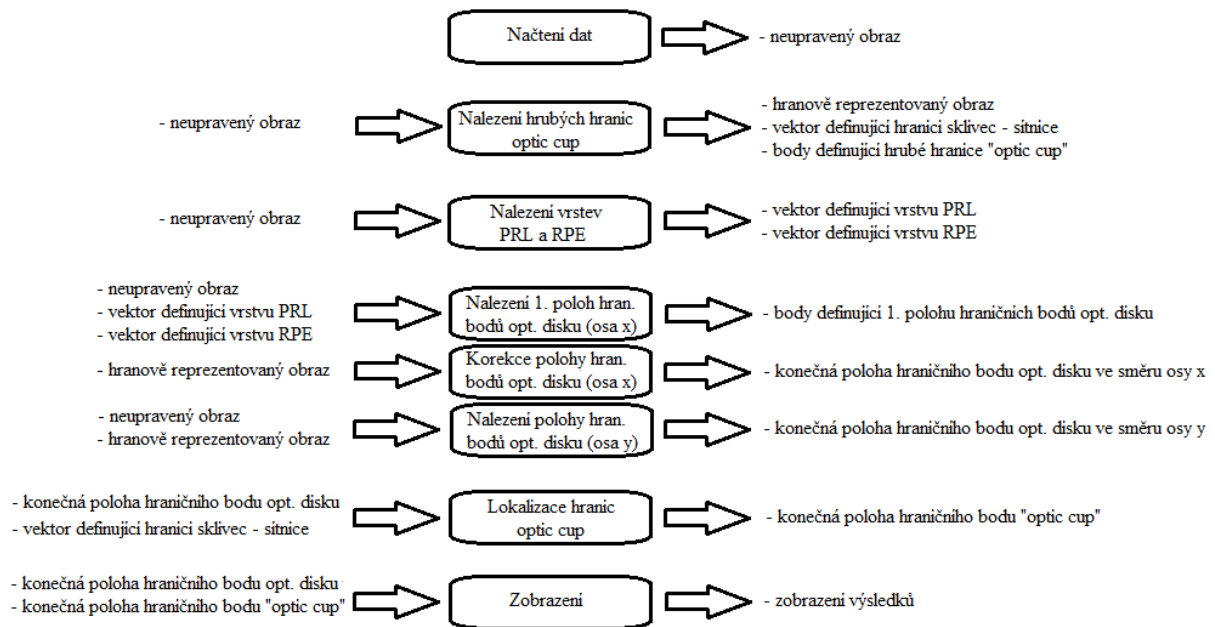 Načtení dat
- neupravený obraz
- neupravený obraz
Nalezení hrubých hranic
optic cup
- hranově reprezentovaný obraz
- vektor definující hranici sklivec - sítnice
- body definující hrubé hranice "optic cup"
- neupravený obraz
Nalezení vrstev
PRL a RPE
- vektor definující vrstvu PRL
- vektor definující vrstvu RPE
- neupravený obraz
- vektor definující vrstvu PRL
- vektor definující vrstvu RPE
Nalezení 1. poloh hran.
bodů opt. disku (osa x)
- body definující 1. polohu hraničních bodů opt. disku
- hranově reprezentovaný obraz
Korekce polohy hran.
bodů opt. disku (osa x)
- konečná poloha hraničního bodu opt. disku ve směru osy x
- neupravený obraz
- hranově reprezentovaný obraz
Nalezení polohy hran.
bodů opt. disku (osa y)
- konečná poloha hraničního bodu opt. disku ve směru osy y
- konečná poloha hraničního bodu opt. disku
- vektor definující hranici sklivec - sítnice
Lokalizace hranic
optic cup
- konečná poloha hraničního bodu "optic cup"
- konečná poloha hraničního bodu opt. disku
- konečná poloha hraničního bodu "optic cup"
Zobrazení
- zobrazení výsledků